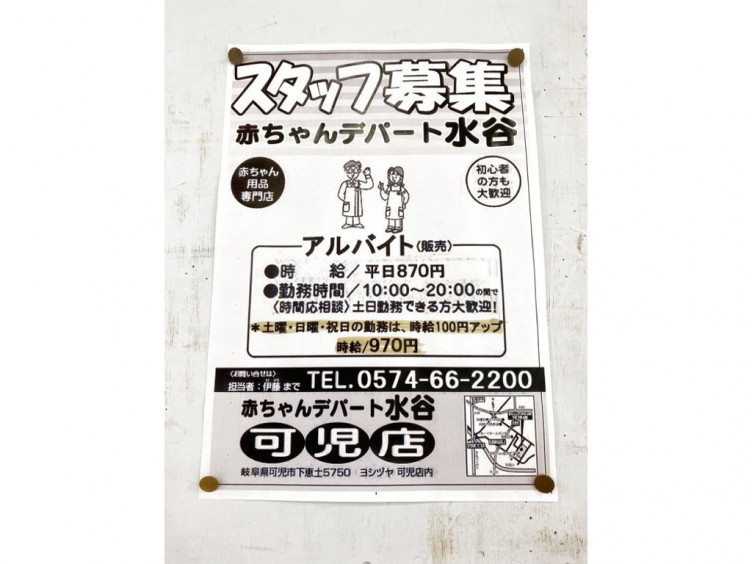 スタッフ募集
赤ちゃんデパート水谷
赤ちゃん
用品
専門店
初心者
の方も
大歓迎
アルバイト(販売)
●時 給/平日870円
●勤務時間/10:00～20:00の間で
〈時間応相談〉土日勤務できる方大歓迎!
*土曜・日曜・祝日の勤務は、時給100円アップ
時給/970円
〈お問い合せは〉
担当者:伊藤まで
TEL.0574-66-2200
赤ちゃんデパート水谷
可児店
岐阜県可児市下恵土5750 ヨシヅヤ 可児店内